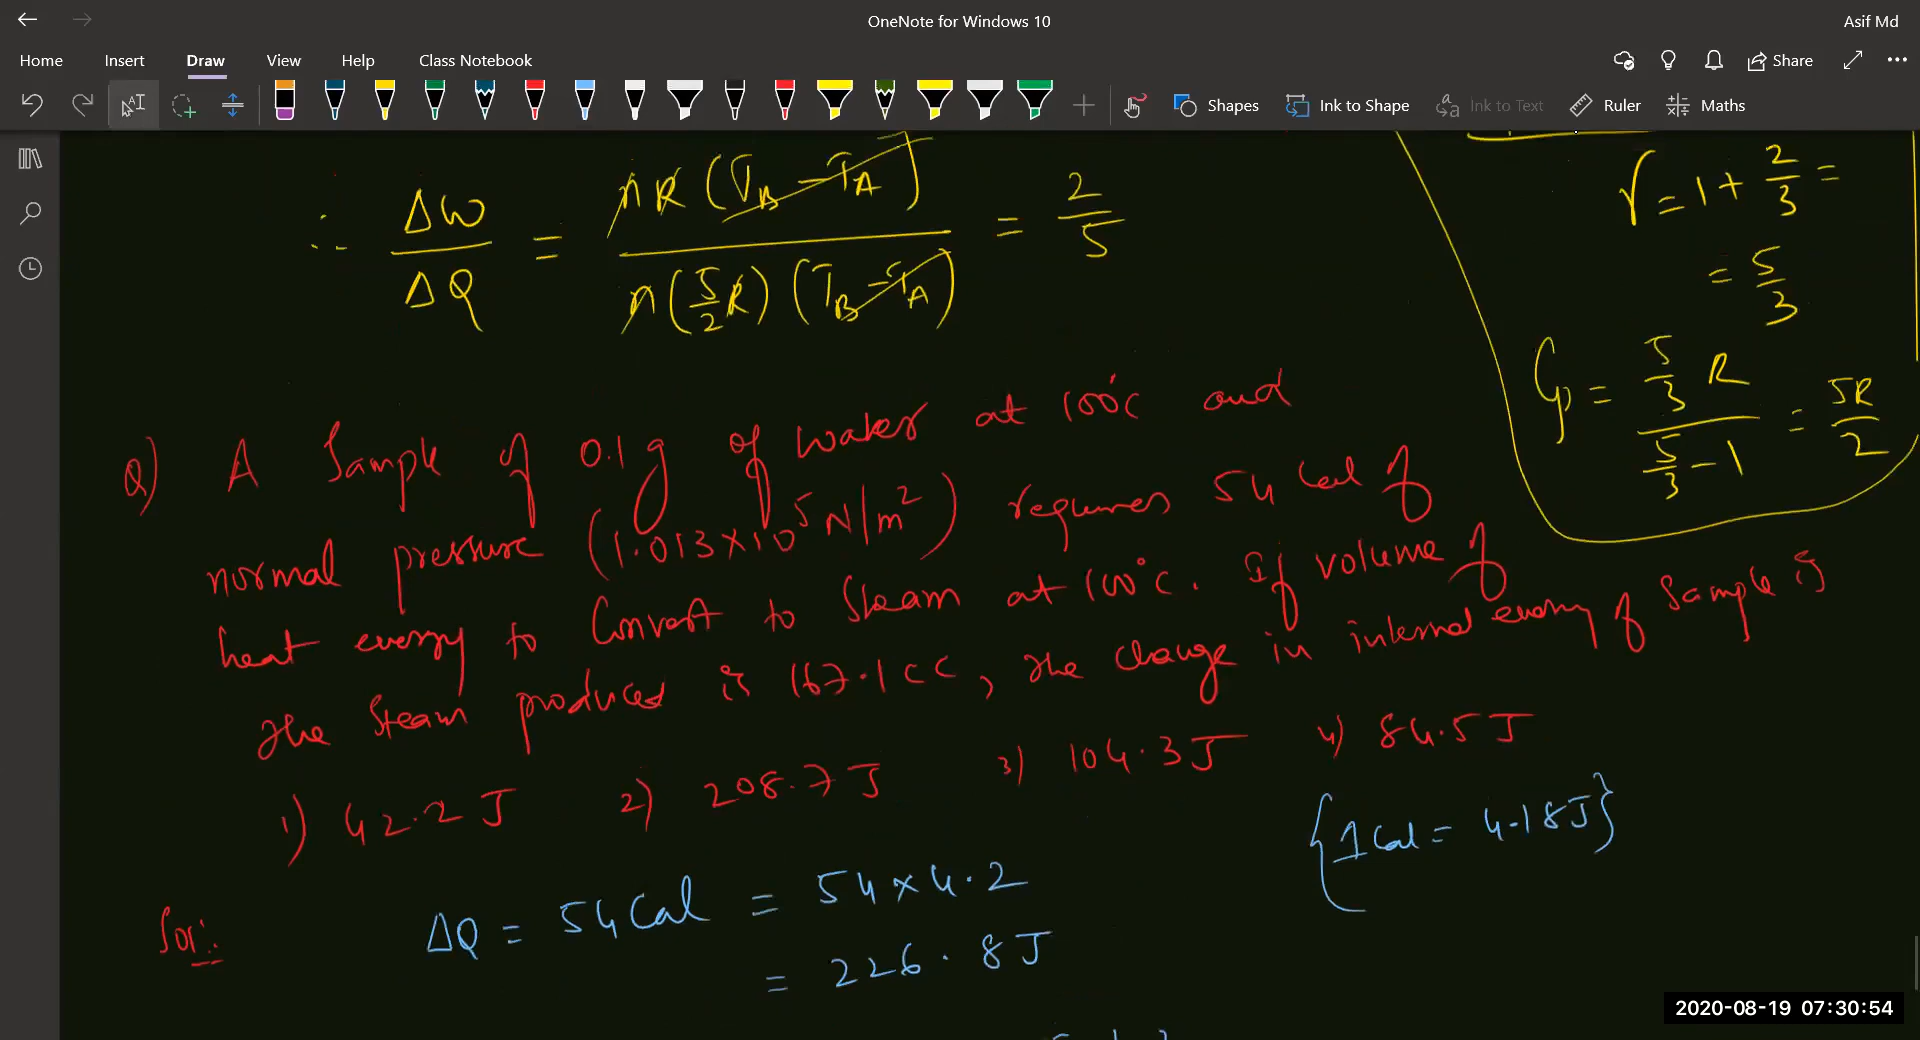 OneNote for Windows 10
Asif Md
Home Insert Draw View Help Class Notebook Share
Shapes Ink to Shape Ink to Text Ruler Maths
∴ ΔW/ΔQ = nR(T_B - T_A) / n(5/2 R)(T_B - T_A) = 2/5
γ = 1 + 2/3 =
= 5/3
Cp = (5/3 R)/(5/3 - 1) = 5R/2
Q) A Sample of 0.1g of water at 100°C and
normal pressure (1.013×10⁵ N/m²) requires 54 Cal of
heat energy to Convert to Steam at 100°C. If volume of
the Steam produced is 167.1 cc, the change in internal energy of Sample is
1) 42.2 J 2) 208.7 J 3) 104.3 J 4) 84.5 J
{1 Cal = 4.18J}
Sol:
ΔQ = 54 Cal = 54×4.2
= 226.8 J
2020-08-19 07:30:54